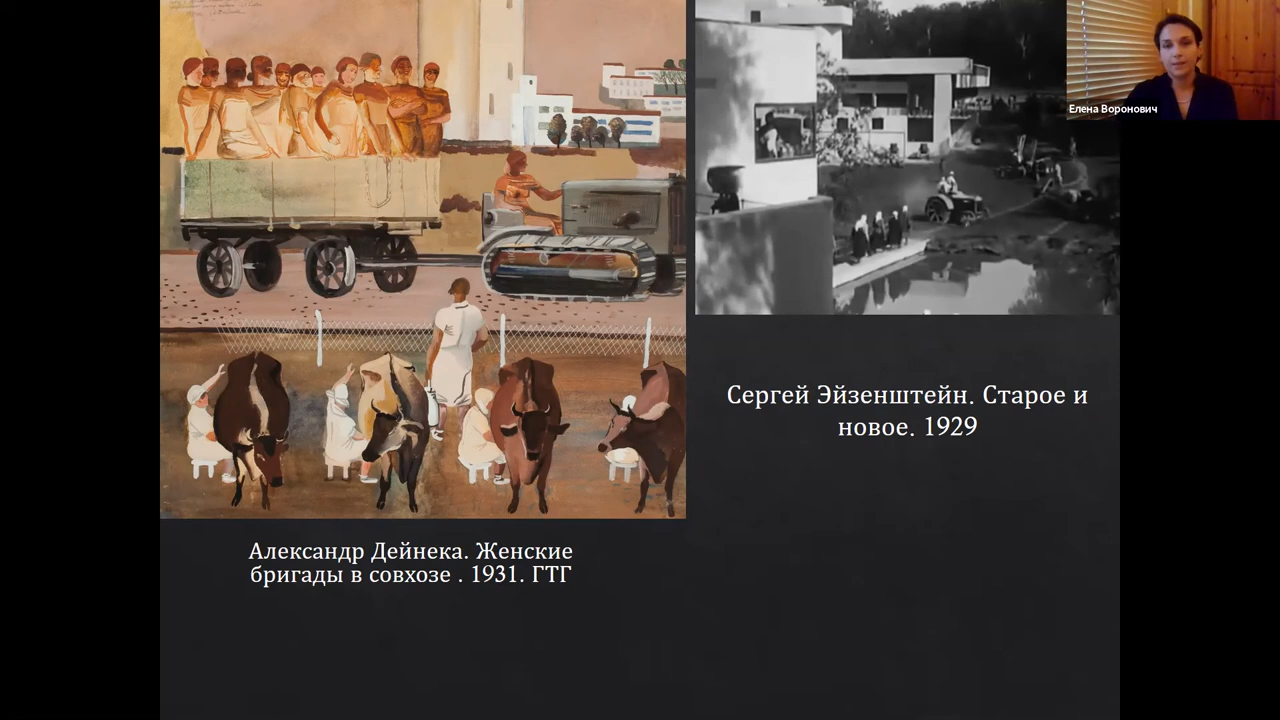 Елена Воронович
Сергей Эйзенштейн. Старое и
новое. 1929
Александр Дейнека. Женские
бригады в совхозе . 1931. ГТГ